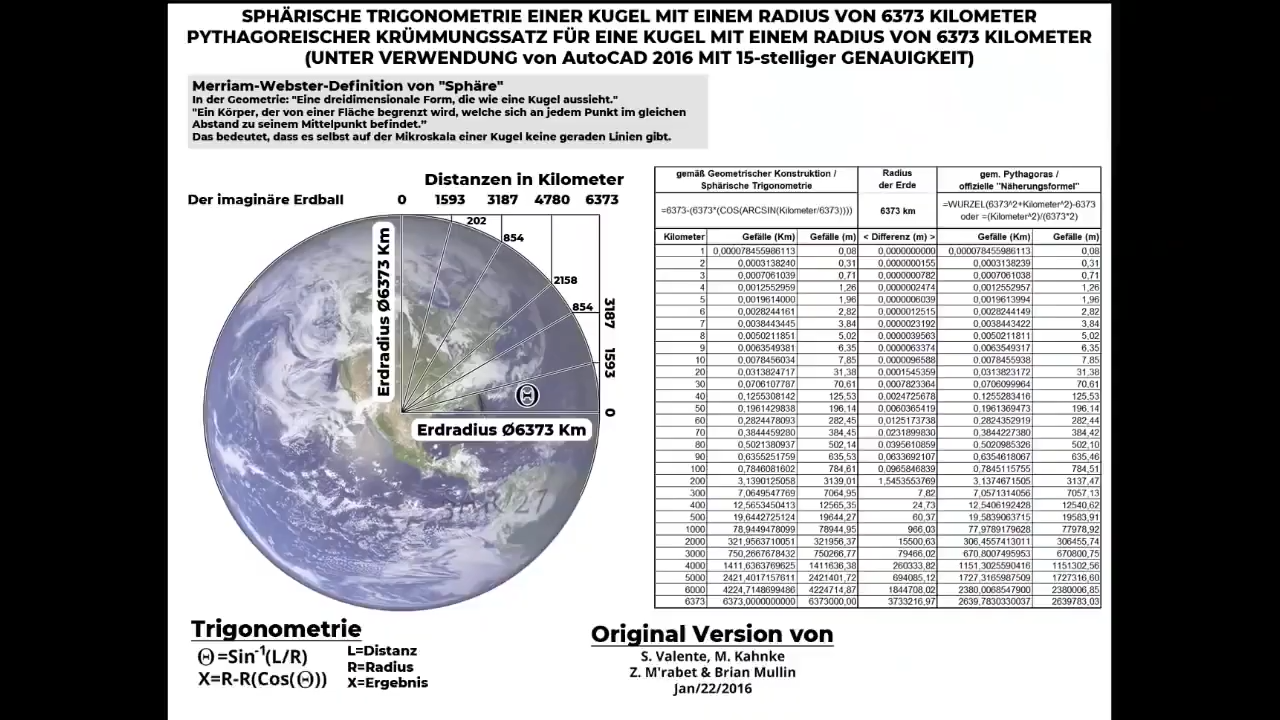 SPHÄRISCHE TRIGONOMETRIE EINER KUGEL MIT EINEM RADIUS VON 6373 KILOMETER
PYTHAGOREISCHER KRÜMMUNGSSATZ FÜR EINE KUGEL MIT EINEM RADIUS VON 6373 KILOMETER
(UNTER VERWENDUNG von AutoCAD 2016 MIT 15-stelliger GENAUIGKEIT)
Merriam-Webster-Definition von "Sphäre"
In der Geometrie: "Eine dreidimensionale Form, die wie eine Kugel aussieht."
"Ein Körper, der von einer Fläche begrenzt wird, welche sich an jedem Punkt im gleichen
Abstand zu seinem Mittelpunkt befindet."
Das bedeutet, dass es selbst auf der Mikroskala einer Kugel keine geraden Linien gibt.
Distanzen in Kilometer
Der imaginäre Erdball 0 1593 3187 4780 6373
202
854
2158
854
3187
1593
0
Erdradius Ø6373 Km
Θ
Erdradius Ø6373 Km
gemäß Geometrischer Konstruktion / Sphärische Trigonometrie | Radius der Erde | gem. Pythagoras / offizielle "Näherungsformel"
=6373-(6373*(COS(ARCSIN(Kilometer/6373)))) | 6373 km | =WURZEL(6373^2+Kilometer^2)-6373 oder =(Kilometer^2)/(6373*2)
Kilometer Gefälle (Km) Gefälle (m) < Differenz (m) > Gefälle (Km) Gefälle (m)
1 0,000078455986113 0,08 0,0000000000 0,000078455986113 0,08
2 0,0003138240 0,31 0,0000000155 0,0003138239 0,31
3 0,0007061039 0,71 0,0000000782 0,0007061038 0,71
4 0,0012552959 1,26 0,0000002474 0,0012552957 1,26
5 0,0019614000 1,96 0,0000006039 0,0019613994 1,96
6 0,0028244161 2,82 0,0000012515 0,0028244149 2,82
7 0,0038443445 3,84 0,0000023192 0,0038443422 3,84
8 0,0050211851 5,02 0,0000039563 0,0050211811 5,02
9 0,0063549381 6,35 0,0000063374 0,0063549317 6,35
10 0,0078456034 7,85 0,0000096588 0,0078455938 7,85
20 0,0313824717 31,38 0,0001545359 0,0313823172 31,38
30 0,0706107787 70,61 0,0007823364 0,0706099964 70,61
40 0,1255308142 125,53 0,0024725678 0,1255283416 125,53
50 0,1961429838 196,14 0,0060365419 0,1961369473 196,14
60 0,2824478093 282,45 0,0125173738 0,2824352919 282,44
70 0,3844459280 384,45 0,0231899830 0,3844227380 384,42
80 0,5021380937 502,14 0,0395610859 0,5020985326 502,10
90 0,6355251759 635,53 0,0633692107 0,6354618067 635,46
100 0,7846081602 784,61 0,0965846839 0,7845115755 784,51
200 3,1390125058 3139,01 1,5453553769 3,1374671505 3137,47
300 7,0649547769 7064,95 7,82 7,0571314056 7057,13
400 12,5653450413 12565,35 24,73 12,5406192428 12540,62
500 19,6442725124 19644,27 60,37 19,5839063715 19583,91
1000 78,9449478099 78944,95 966,03 77,9789179628 77978,92
2000 321,9563710051 321956,37 15500,63 306,4557413011 306455,74
3000 750,2667678432 750266,77 79466,02 670,8007495953 670800,75
4000 1411,6363769625 1411636,38 260333,82 1151,3025590416 1151302,56
5000 2421,4017157611 2421401,72 694085,12 1727,3165987509 1727316,60
6000 4224,7148699486 4224714,87 1844708,02 2380,0068547900 2380006,85
6373 6373,0000000000 6373000,00 3733216,97 2639,7830330037 2639783,03
Trigonometrie
Θ=Sin⁻¹(L/R)
X=R-R(Cos(Θ))
L=Distanz
R=Radius
X=Ergebnis
Original Version von
S. Valente, M. Kahnke
Z. M'rabet & Brian Mullin
Jan/22/2016